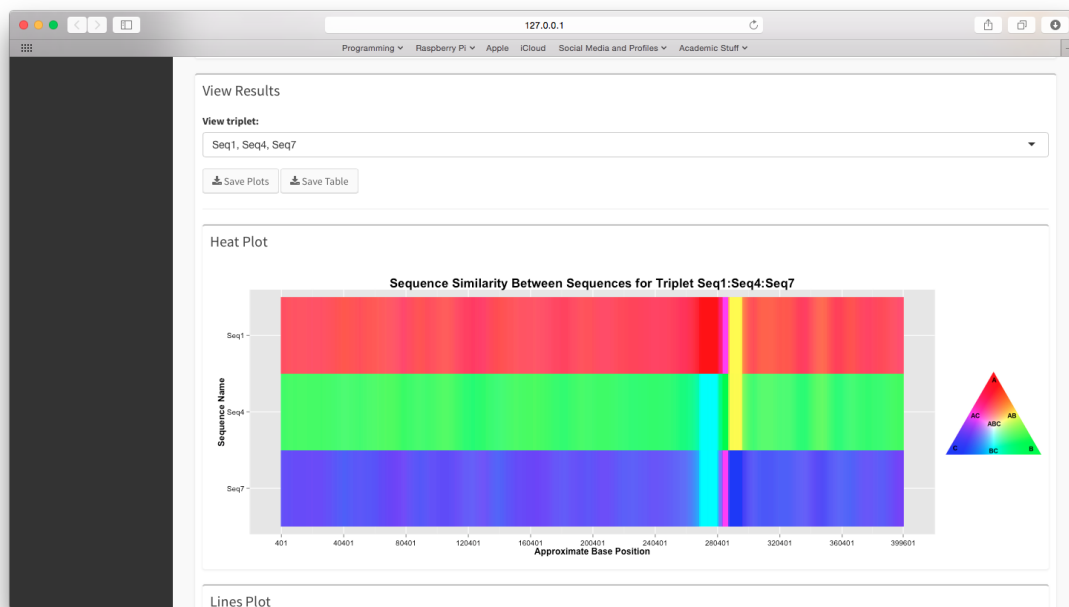 127.0.0.1
Programming Raspberry Pi Apple iCloud Social Media and Profiles Academic Stuff
View Results
View triplet:
Seq1, Seq4, Seq7
Save Plots Save Table
Heat Plot
Sequence Similarity Between Sequences for Triplet Seq1:Seq4:Seq7
Sequence Name
Seq1
Seq4
Seq7
401 40401 80401 120401 160401 200401 240401 280401 320401 360401 399601
Approximate Base Position
A
AC AB
ABC
C BC B
Lines Plot